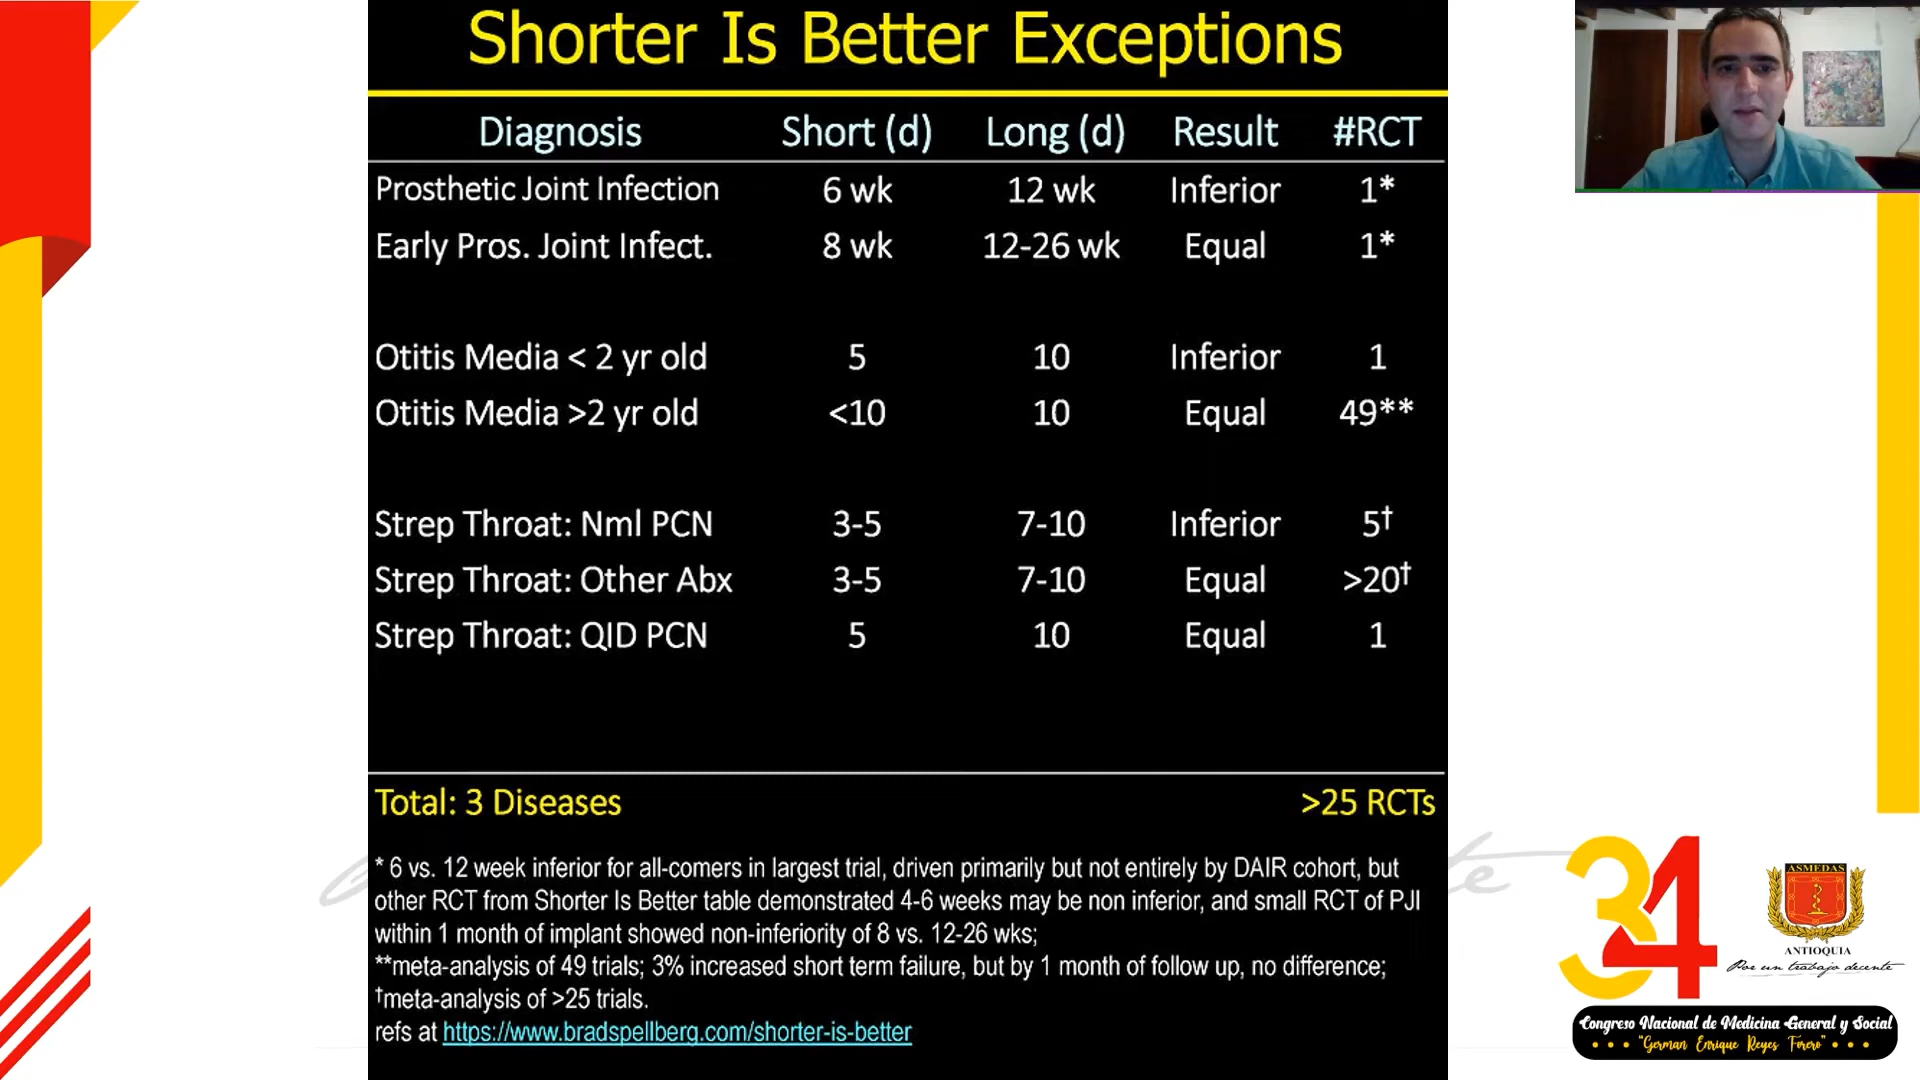 Shorter Is Better Exceptions
Diagnosis Short (d) Long (d) Result #RCT
Prosthetic Joint Infection 6 wk 12 wk Inferior 1*
Early Pros. Joint Infect. 8 wk 12-26 wk Equal 1*
Otitis Media < 2 yr old 5 10 Inferior 1
Otitis Media >2 yr old <10 10 Equal 49**
Strep Throat: Nml PCN 3-5 7-10 Inferior 5†
Strep Throat: Other Abx 3-5 7-10 Equal >20†
Strep Throat: QID PCN 5 10 Equal 1
Total: 3 Diseases >25 RCTs
* 6 vs. 12 week inferior for all-comers in largest trial, driven primarily but not entirely by DAIR cohort, but
other RCT from Shorter Is Better table demonstrated 4-6 weeks may be non inferior, and small RCT of PJI
within 1 month of implant showed non-inferiority of 8 vs. 12-26 wks;
**meta-analysis of 49 trials; 3% increased short term failure, but by 1 month of follow up, no difference;
†meta-analysis of >25 trials.
refs at https://www.bradspellberg.com/shorter-is-better
34
ASMEDAS
ANTIOQUIA
Por un trabajo decente
Congreso Nacional de Medicina General y Social
"German Enrique Reyes Forero"